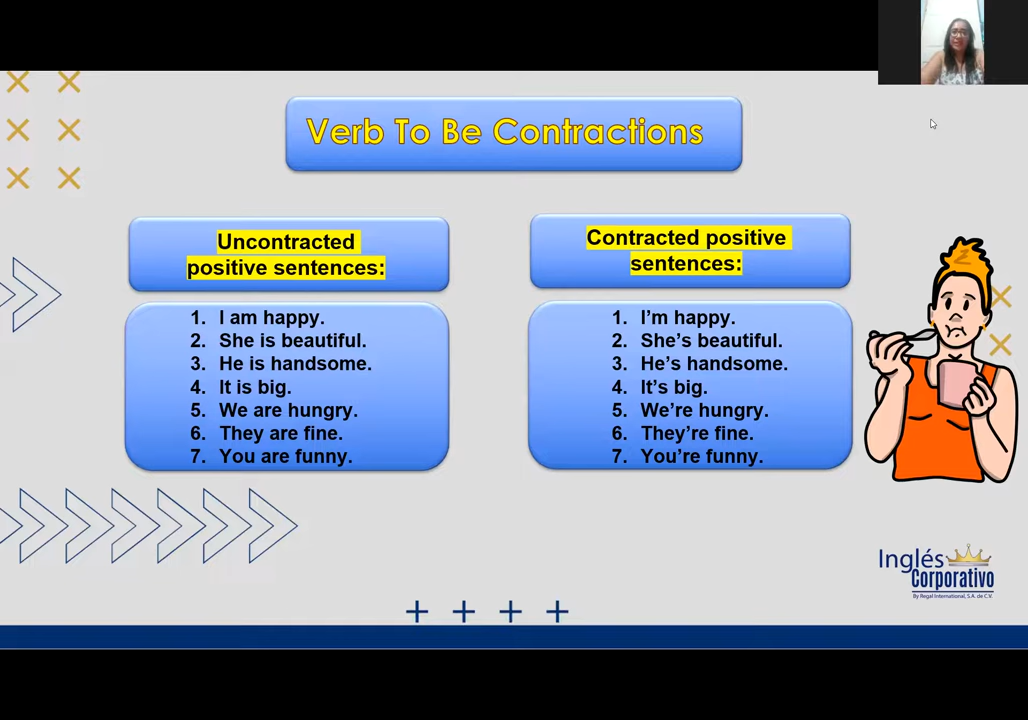 Verb To Be Contractions
Uncontracted
positive sentences:
1. I am happy.
2. She is beautiful.
3. He is handsome.
4. It is big.
5. We are hungry.
6. They are fine.
7. You are funny.
Contracted positive
sentences:
1. I’m happy.
2. She’s beautiful.
3. He’s handsome.
4. It’s big.
5. We’re hungry.
6. They’re fine.
7. You’re funny.
Inglés
Corporativo
By Regal International, S.A. de C.V.